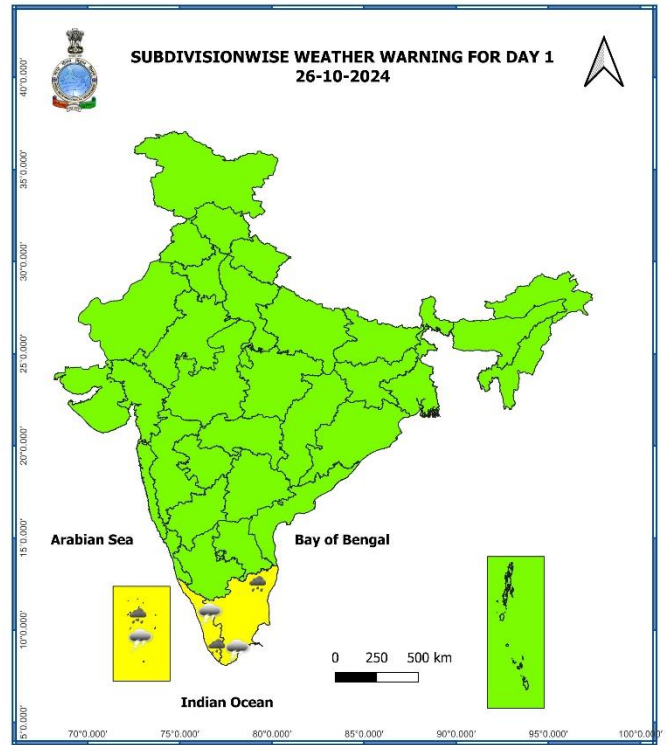 SUBDIVISIONWISE WEATHER WARNING FOR DAY 1
26-10-2024
40°0.000'
35°0.000'
30°0.000'
25°0.000'
20°0.000'
15°0.000'
10°0.000'
5°0.000'
Arabian Sea
Bay of Bengal
0 250 500 km
Indian Ocean
70°0.000' 75°0.000' 80°0.000' 85°0.000' 90°0.000' 95°0.000' 100°0.000'